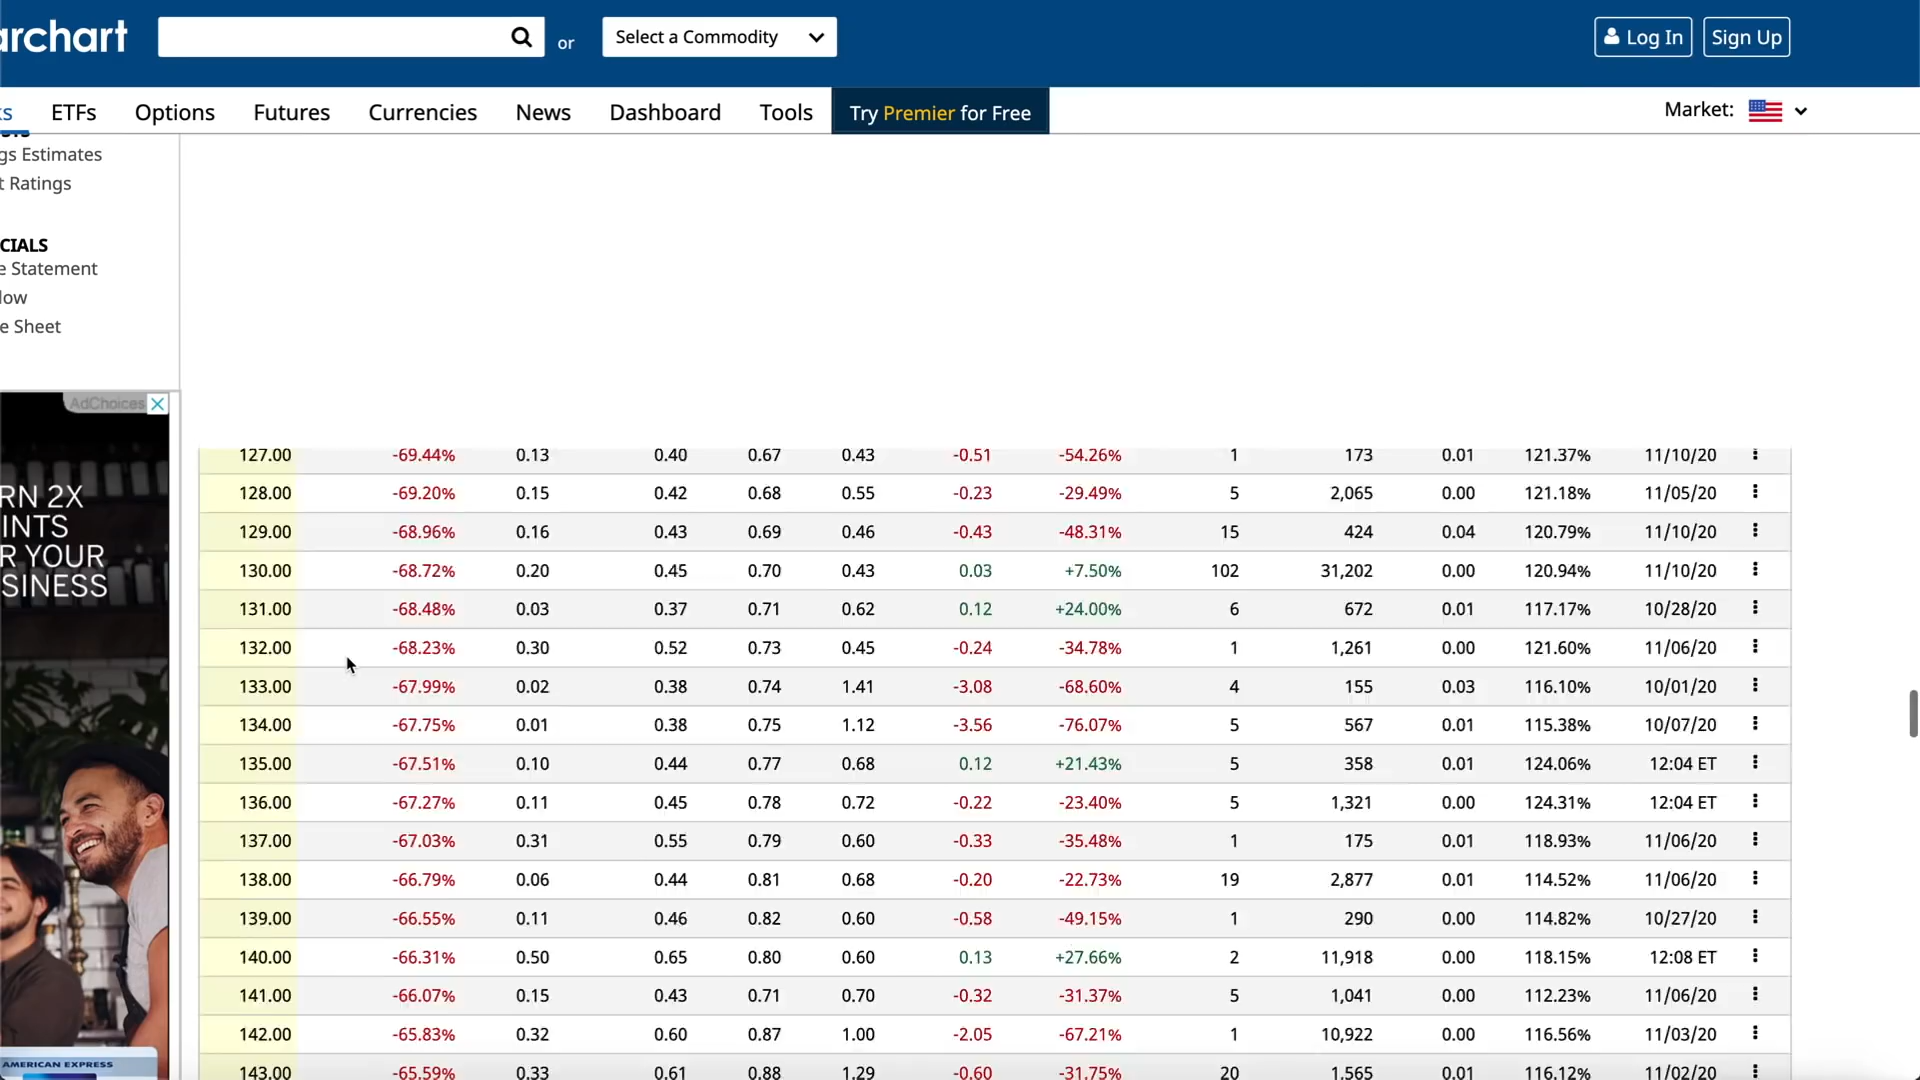 archart
or
Select a Commodity
Log In
Sign Up
s
ETFs
Options
Futures
Currencies
News
Dashboard
Tools
Try Premier for Free
Market:
gs Estimates
t Ratings
CIALS
e Statement
low
e Sheet
AdChoices
RN 2X
INTS
R YOUR
SINESS
AMERICAN EXPRESS
127.00 -69.44% 0.13 0.40 0.67 0.43 -0.51 -54.26% 1 173 0.01 121.37% 11/10/20
128.00 -69.20% 0.15 0.42 0.68 0.55 -0.23 -29.49% 5 2,065 0.00 121.18% 11/05/20
129.00 -68.96% 0.16 0.43 0.69 0.46 -0.43 -48.31% 15 424 0.04 120.79% 11/10/20
130.00 -68.72% 0.20 0.45 0.70 0.43 0.03 +7.50% 102 31,202 0.00 120.94% 11/10/20
131.00 -68.48% 0.03 0.37 0.71 0.62 0.12 +24.00% 6 672 0.01 117.17% 10/28/20
132.00 -68.23% 0.30 0.52 0.73 0.45 -0.24 -34.78% 1 1,261 0.00 121.60% 11/06/20
133.00 -67.99% 0.02 0.38 0.74 1.41 -3.08 -68.60% 4 155 0.03 116.10% 10/01/20
134.00 -67.75% 0.01 0.38 0.75 1.12 -3.56 -76.07% 5 567 0.01 115.38% 10/07/20
135.00 -67.51% 0.10 0.44 0.77 0.68 0.12 +21.43% 5 358 0.01 124.06% 12:04 ET
136.00 -67.27% 0.11 0.45 0.78 0.72 -0.22 -23.40% 5 1,321 0.00 124.31% 12:04 ET
137.00 -67.03% 0.31 0.55 0.79 0.60 -0.33 -35.48% 1 175 0.01 118.93% 11/06/20
138.00 -66.79% 0.06 0.44 0.81 0.68 -0.20 -22.73% 19 2,877 0.01 114.52% 11/06/20
139.00 -66.55% 0.11 0.46 0.82 0.60 -0.58 -49.15% 1 290 0.00 114.82% 10/27/20
140.00 -66.31% 0.50 0.65 0.80 0.60 0.13 +27.66% 2 11,918 0.00 118.15% 12:08 ET
141.00 -66.07% 0.15 0.43 0.71 0.70 -0.32 -31.37% 5 1,041 0.00 112.23% 11/06/20
142.00 -65.83% 0.32 0.60 0.87 1.00 -2.05 -67.21% 1 10,922 0.00 116.56% 11/03/20
143.00 -65.59% 0.33 0.61 0.88 1.29 -0.60 -31.75% 20 1,565 0.01 116.12% 11/02/20